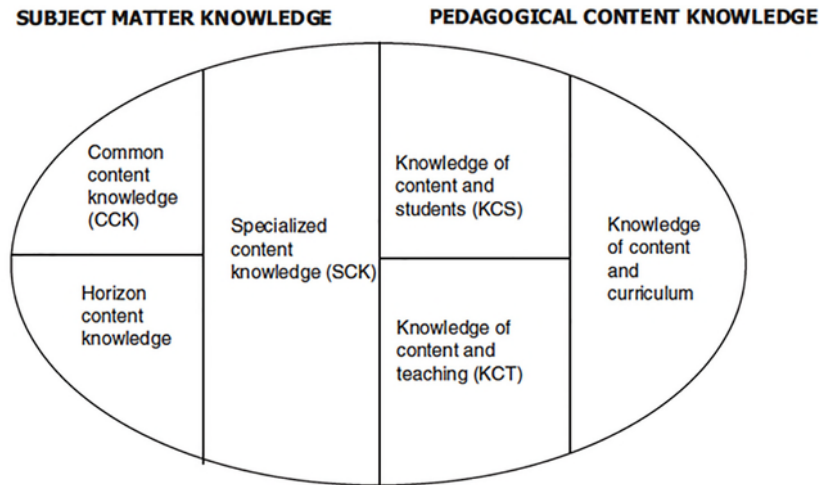 SUBJECT MATTER KNOWLEDGE
PEDAGOGICAL CONTENT KNOWLEDGE
Common
content
knowledge
(CCK)
Horizon
content
knowledge
Specialized
content
knowledge (SCK)
Knowledge of
content and
students (KCS)
Knowledge of
content and
teaching (KCT)
Knowledge
of content
and
curriculum